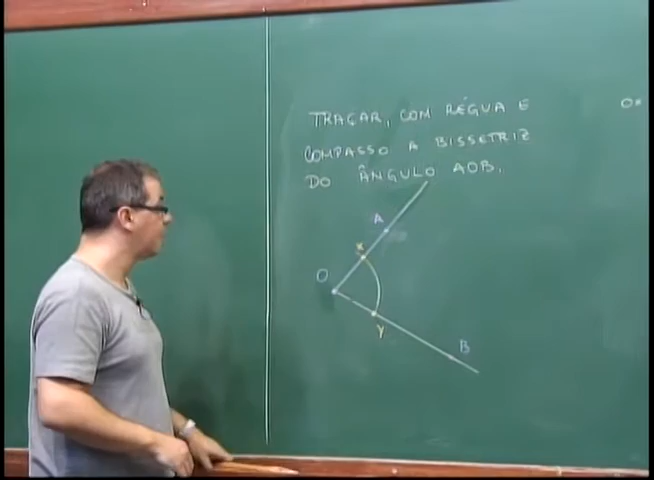 TRAÇAR, COM RÉGUA E
COMPASSO A BISSETRIZ
DO ÂNGULO AOB.
A
X
O
Y
B